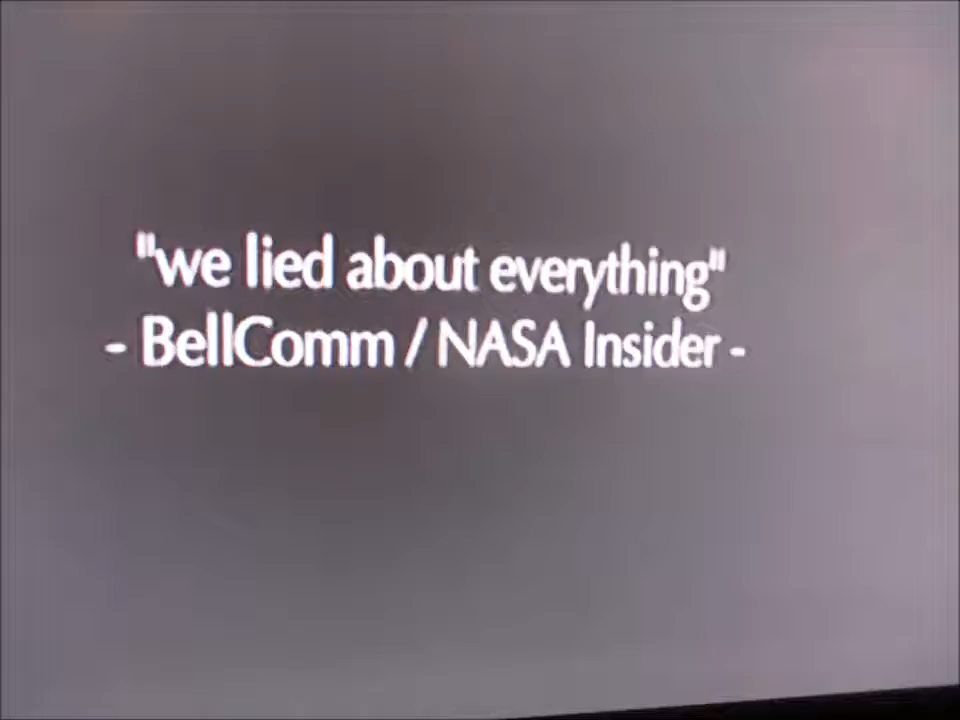 "we lied about everything"
- BellComm / NASA Insider -